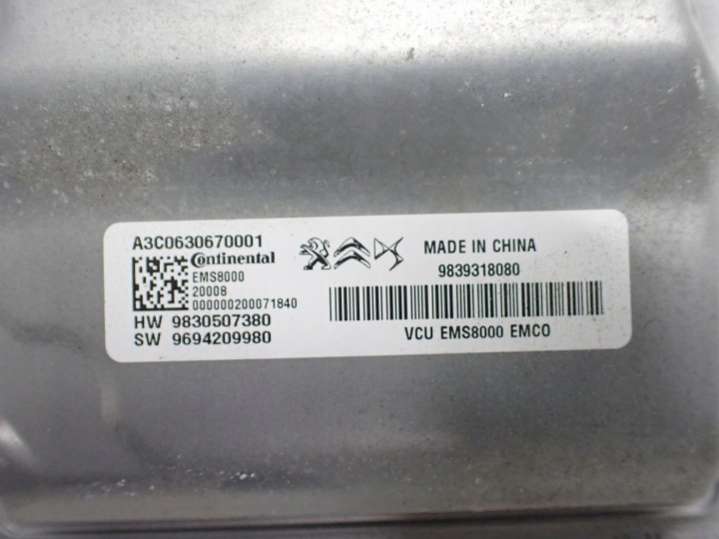 A3C0630670001
Continental
EMS8000
20008
000000200071840
HW 9830507380
SW 9694209980
MADE IN CHINA
9839318080
VCU EMS8000 EMCO